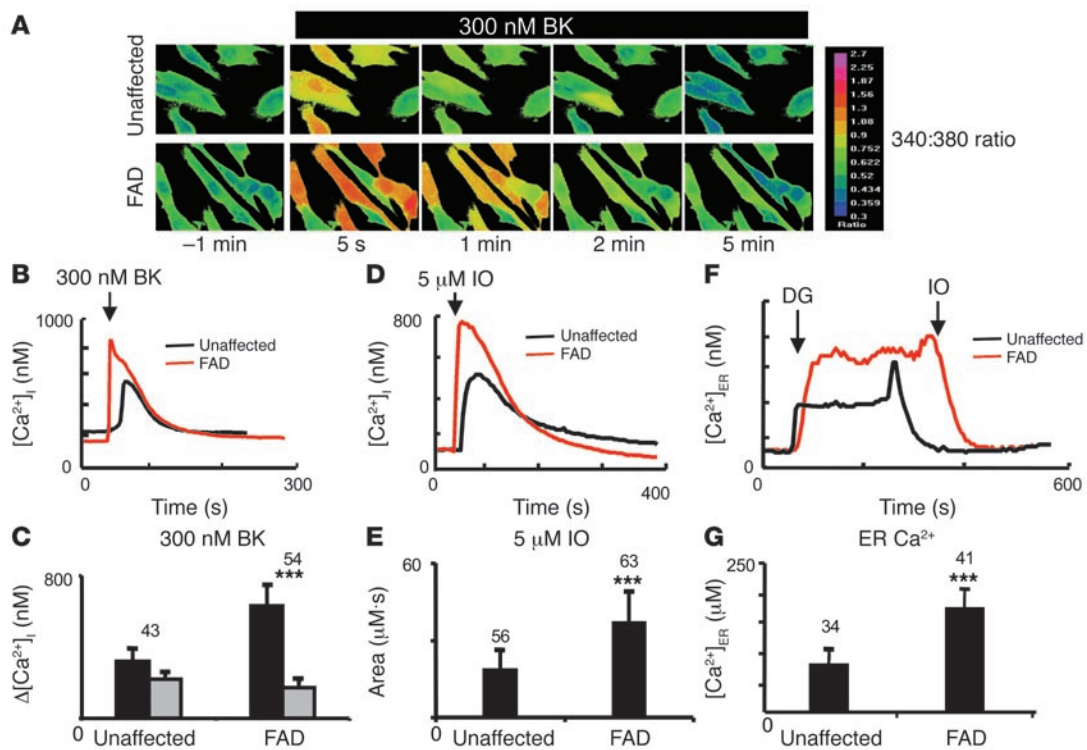 A
300 nM BK
Unaffected
FAD
2.7
2.25
1.87
1.56
1.3
1.08
0.9
0.752
0.622
0.52
0.434
0.359
0.3
Ratio
340:380 ratio
–1 min 5 s 1 min 2 min 5 min
B
300 nM BK
1000
Unaffected
FAD
[Ca²⁺]I (nM)
0
0 300
Time (s)
D
5 μM IO
800
Unaffected
FAD
[Ca²⁺]I (nM)
0
0 400
Time (s)
F
DG IO
Unaffected
FAD
[Ca²⁺]ER (nM)
0
0 600
Time (s)
C
300 nM BK
800
Δ[Ca²⁺]I (nM)
43
54
***
0
Unaffected FAD
E
5 μM IO
60
Area (μM·s)
56
63
***
0
Unaffected FAD
G
ER Ca²⁺
250
[Ca²⁺]ER (μM)
34
41
***
0
Unaffected FAD